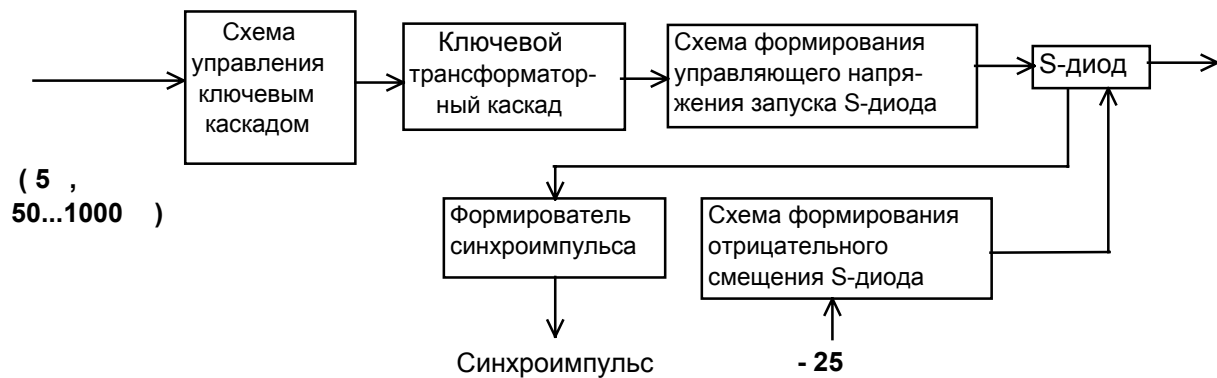 Схема
управления
ключевым
каскадом
Ключевой
трансформатор-
ный каскад
Схема формирования
управляющего напря-
жения запуска S-диода
S-диод
( 5 ,
50...1000 )
Формирователь
синхроимпульса
Схема формирования
отрицательного
смещения S-диода
Синхроимпульс
- 25